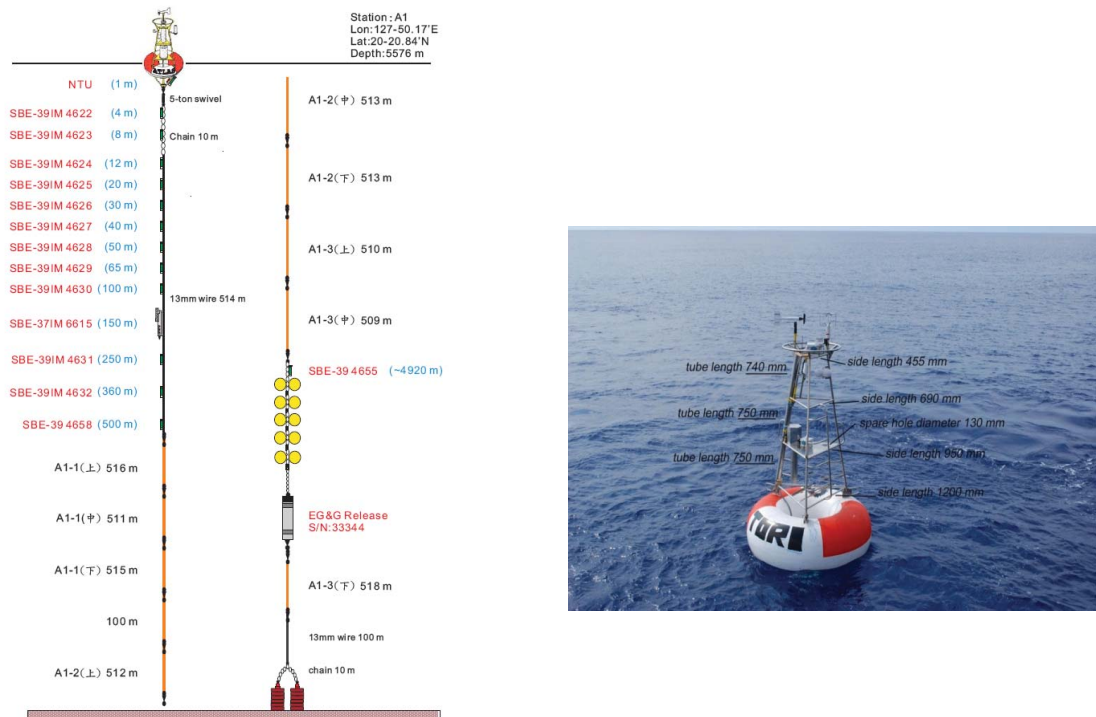 Station : A1
Lon:127-50.17'E
Lat:20-20.84'N
Depth:5576 m
ATLAS
NTU (1 m)
5-ton swivel
SBE-39IM 4622 (4 m)
SBE-39IM 4623 (8 m)
Chain 10 m
SBE-39IM 4624 (12 m)
SBE-39IM 4625 (20 m)
SBE-39IM 4626 (30 m)
SBE-39IM 4627 (40 m)
SBE-39IM 4628 (50 m)
SBE-39IM 4629 (65 m)
SBE-39IM 4630 (100 m)
13mm wire 514 m
SBE-37IM 6615 (150 m)
SBE-39IM 4631 (250 m)
SBE-39IM 4632 (360 m)
SBE-39 4658 (500 m)
A1-1(上) 516 m
A1-1(中) 511 m
A1-1(下) 515 m
100 m
A1-2(上) 512 m
A1-2(中) 513 m
A1-2(下) 513 m
A1-3(上) 510 m
A1-3(中) 509 m
SBE-39 4655 (~4920 m)
EG&G Release
S/N:33344
A1-3(下) 518 m
13mm wire 100 m
chain 10 m
tube length 740 mm
side length 455 mm
side length 690 mm
tube length 750 mm
spare hole diameter 130 mm
tube length 750 mm
side length 950 mm
side length 1200 mm
TORI